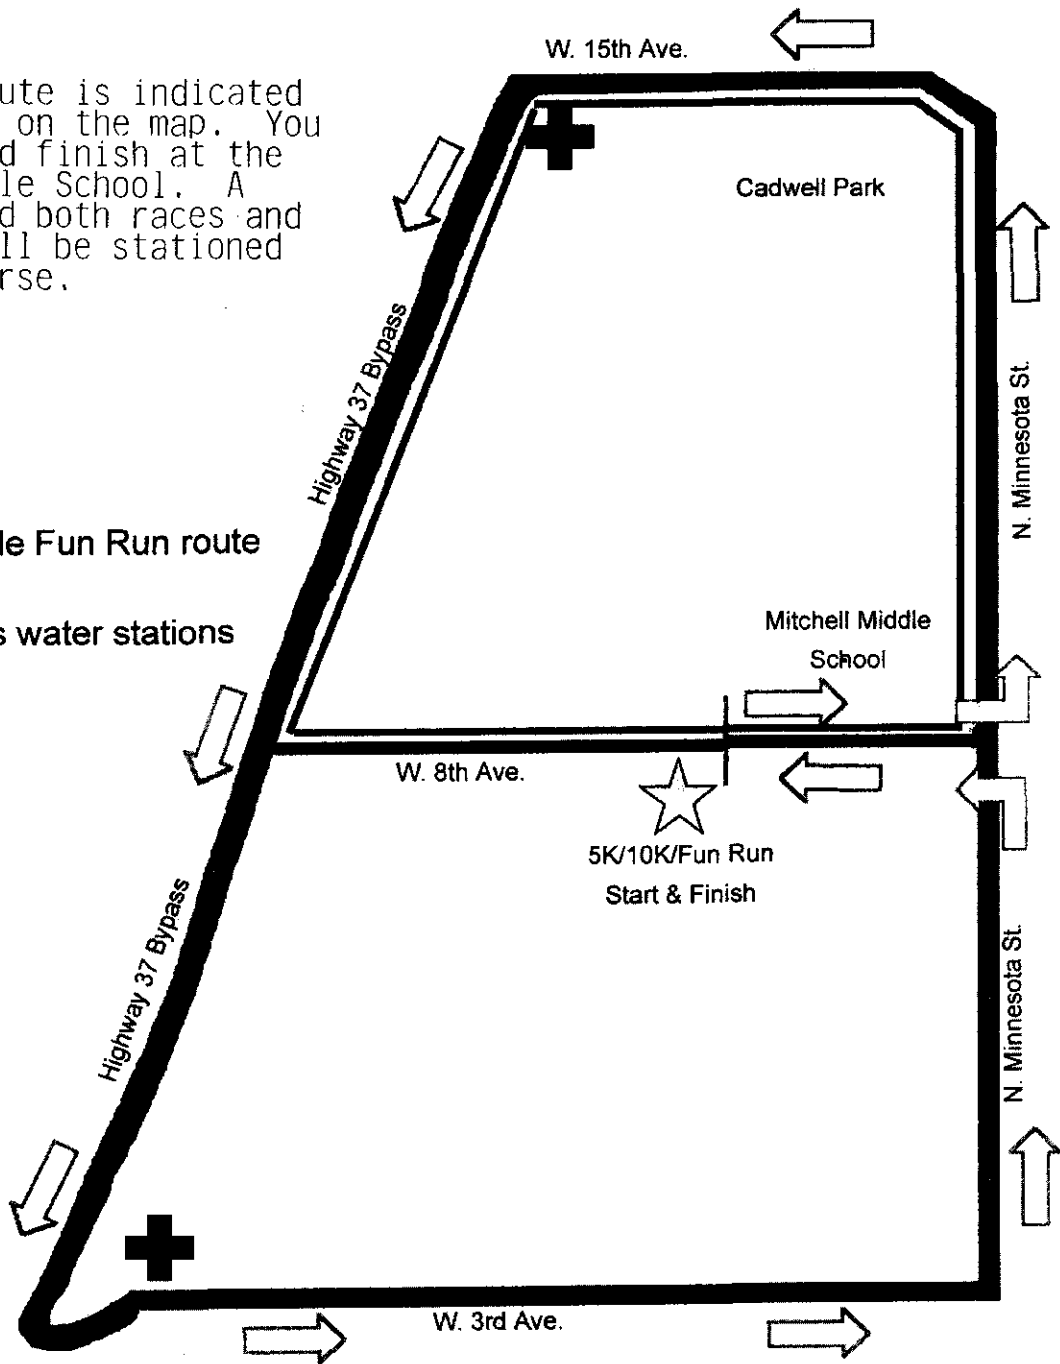 W. 15th Ave.
ute is indicated
on the map. You
d finish at the
le School. A
d both races and
ll be stationed
rse.
Cadwell Park
Highway 37 Bypass
N. Minnesota St.
le Fun Run route
s water stations
Mitchell Middle
School
W. 8th Ave.
5K/10K/Fun Run
Start & Finish
Highway 37 Bypass
N. Minnesota St.
W. 3rd Ave.